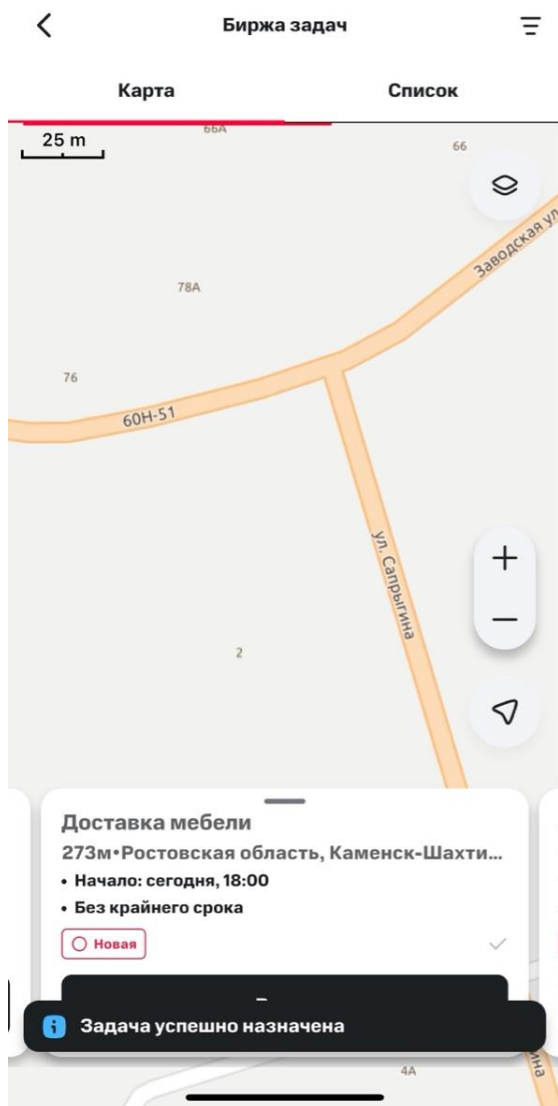 Биржа задач
Карта
Список
25 m
66А
66
Заводская ул
78А
76
60Н-51
ул. Сапрыгина
2
Доставка мебели
273м•Ростовская область, Каменск-Шахти...
• Начало: сегодня, 18:00
• Без крайнего срока
Новая
Задача успешно назначена
4А